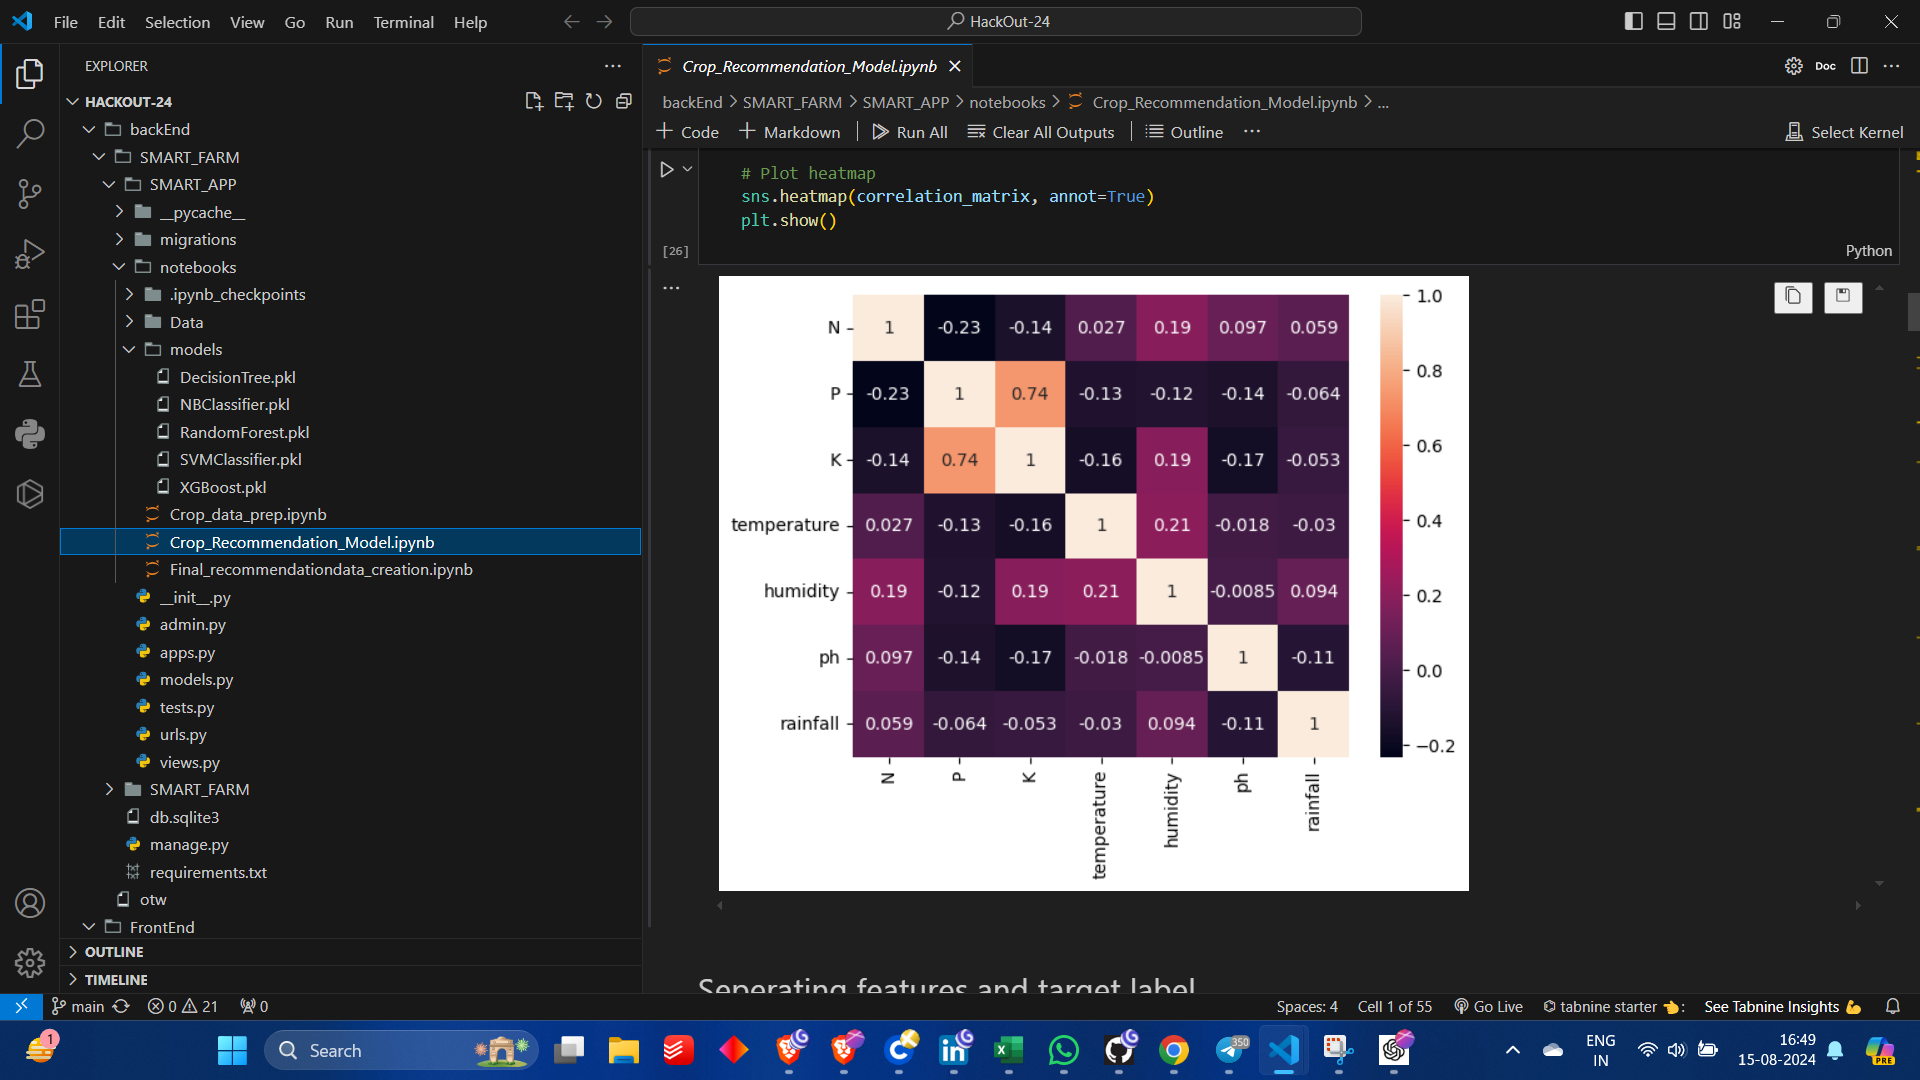 File Edit Selection View Go Run Terminal Help
HackOut-24
EXPLORER
HACKOUT-24
backEnd
SMART_FARM
SMART_APP
__pycache__
migrations
notebooks
.ipynb_checkpoints
Data
models
DecisionTree.pkl
NBClassifier.pkl
RandomForest.pkl
SVMClassifier.pkl
XGBoost.pkl
Crop_data_prep.ipynb
Crop_Recommendation_Model.ipynb
Final_recommendationdata_creation.ipynb
__init__.py
admin.py
apps.py
models.py
tests.py
urls.py
views.py
SMART_FARM
db.sqlite3
manage.py
requirements.txt
otw
FrontEnd
OUTLINE
TIMELINE
Crop_Recommendation_Model.ipynb
Doc
backEnd > SMART_FARM > SMART_APP > notebooks > Crop_Recommendation_Model.ipynb > ...
Code Markdown Run All Clear All Outputs Outline ...
Select Kernel
# Plot heatmap
sns.heatmap(correlation_matrix, annot=True)
plt.show()
[26]
Python
N 1 -0.23 -0.14 0.027 0.19 0.097 0.059
P -0.23 1 0.74 -0.13 -0.12 -0.14 -0.064
K -0.14 0.74 1 -0.16 0.19 -0.17 -0.053
temperature 0.027 -0.13 -0.16 1 0.21 -0.018 -0.03
humidity 0.19 -0.12 0.19 0.21 1 -0.0085 0.094
ph 0.097 -0.14 -0.17 -0.018 -0.0085 1 -0.11
rainfall 0.059 -0.064 -0.053 -0.03 0.094 -0.11 1
N P K temperature humidity ph rainfall
1.0
0.8
0.6
0.4
0.2
0.0
−0.2
Seperating features and target label
main 0 21 0
Spaces: 4 Cell 1 of 55 Go Live tabnine starter : See Tabnine Insights
1
Search
350
ENG
IN
16:49
15-08-2024
PRE